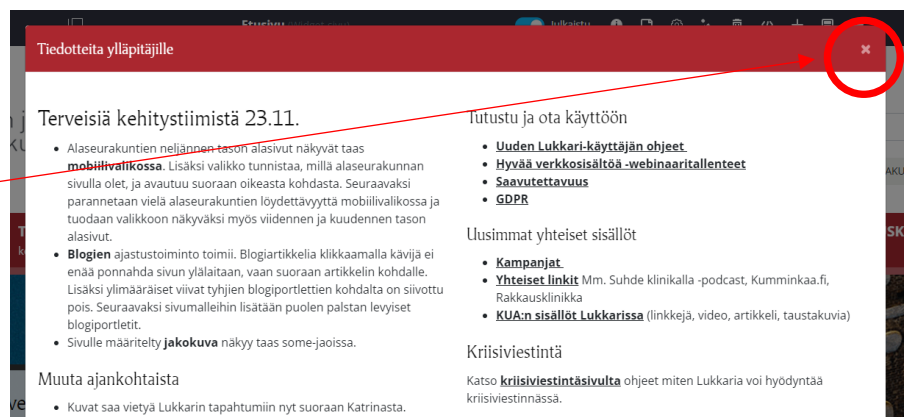 Etusivu
Julkaistu
Tiedotteita ylläpitäjille
Terveisiä kehitystiimistä 23.11.
Alaseurakuntien neljännen tason alasivut näkyvät taas
mobiilivalikossa. Lisäksi valikko tunnistaa, millä alaseurakunnan
sivulla olet, ja avautuu suoraan oikeasta kohdasta. Seuraavaksi
parannetaan vielä alaseurakuntien löydettävyyttä mobiilivalikossa ja
tuodaan valikkoon näkyväksi myös viidennen ja kuudennen tason
alasivut.
Blogien ajastustoiminto toimii. Blogiartikkelia klikkaamalla kävijä ei
enää ponnahda sivun ylälaitaan, vaan suoraan artikkelin kohdalle.
Lisäksi ylimääräiset viivat tyhjien blogiportlettien kohdalta on siivottu
pois. Seuraavaksi sivumalleihin lisätään puolen palstan levyiset
blogiportletit.
Sivulle määritelty jakokuva näkyy taas some-jaoissa.
Muuta ajankohtaista
Kuvat saa vietyä Lukkarin tapahtumiin nyt suoraan Katrinasta.
Tutustu ja ota käyttöön
Uuden Lukkari-käyttäjän ohjeet
Hyvää verkkosisältöä -webinaaritallenteet
Saavutettavuus
GDPR
Uusimmat yhteiset sisällöt
Kampanjat
Yhteiset linkit Mm. Suhde klinikalla -podcast, Kumminkaa.fi,
Rakkausklinikka
KUA:n sisällöt Lukkarissa (linkkejä, video, artikkeli, taustakuvia)
Kriisiviestintä
Katso kriisiviestintäsivulta ohjeet miten Lukkaria voi hyödyntää
kriisiviestinnässä.